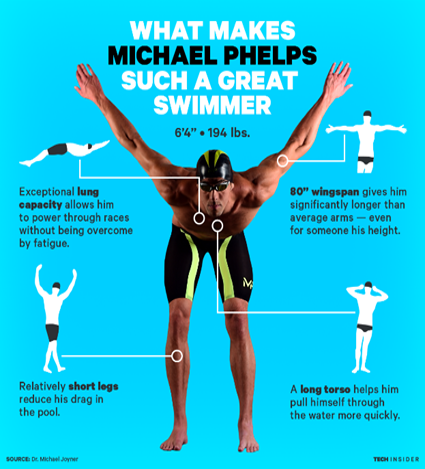 WHAT MAKES
MICHAEL PHELPS
SUCH A GREAT
SWIMMER
6'4" • 194 lbs.
Exceptional lung
capacity allows him
to power through races
without being overcome
by fatigue.
80" wingspan gives him
significantly longer than
average arms — even
for someone his height.
Relatively short legs
reduce his drag in
the pool.
A long torso helps him
pull himself through
the water more quickly.
SOURCE: Dr. Michael Joyner
TECH INSIDER